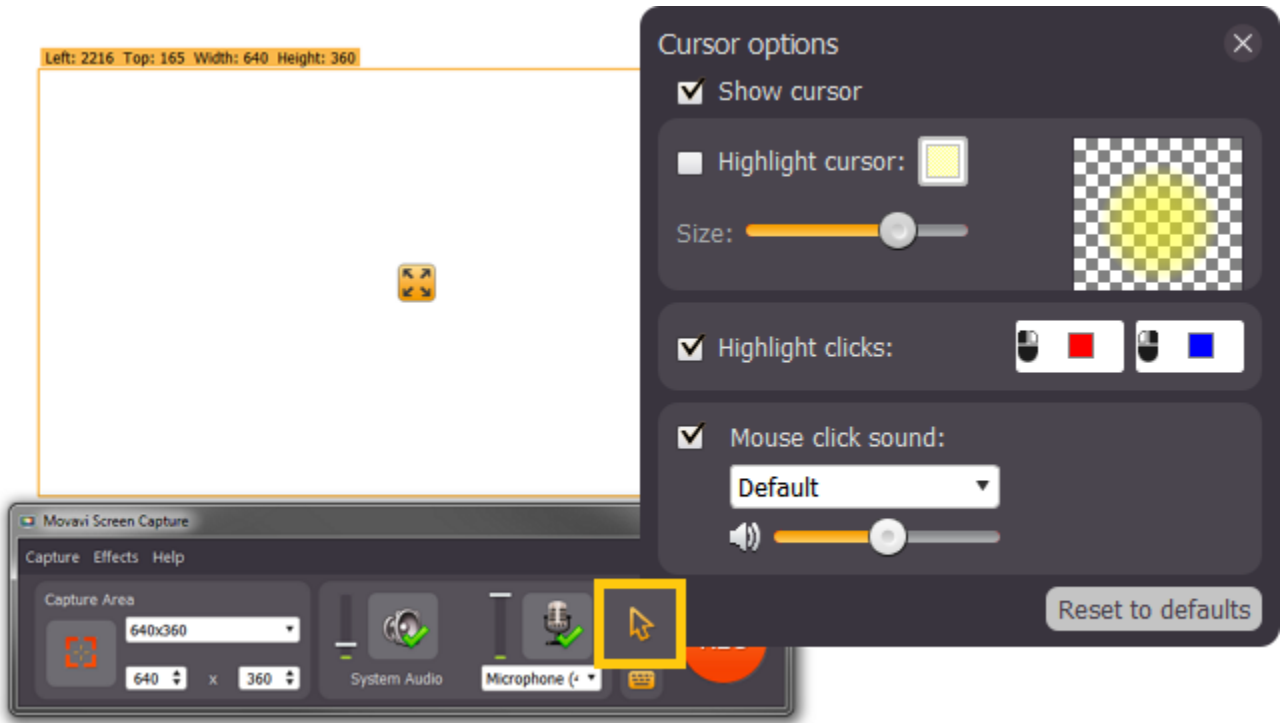 Left: 2216 Top: 165 Width: 640 Height: 360
Cursor options
Show cursor
Highlight cursor:
Size:
Highlight clicks:
Mouse click sound:
Default
Reset to defaults
Movavi Screen Capture
Capture Effects Help
Capture Area
640x360
640 x 360
System Audio
Microphone (